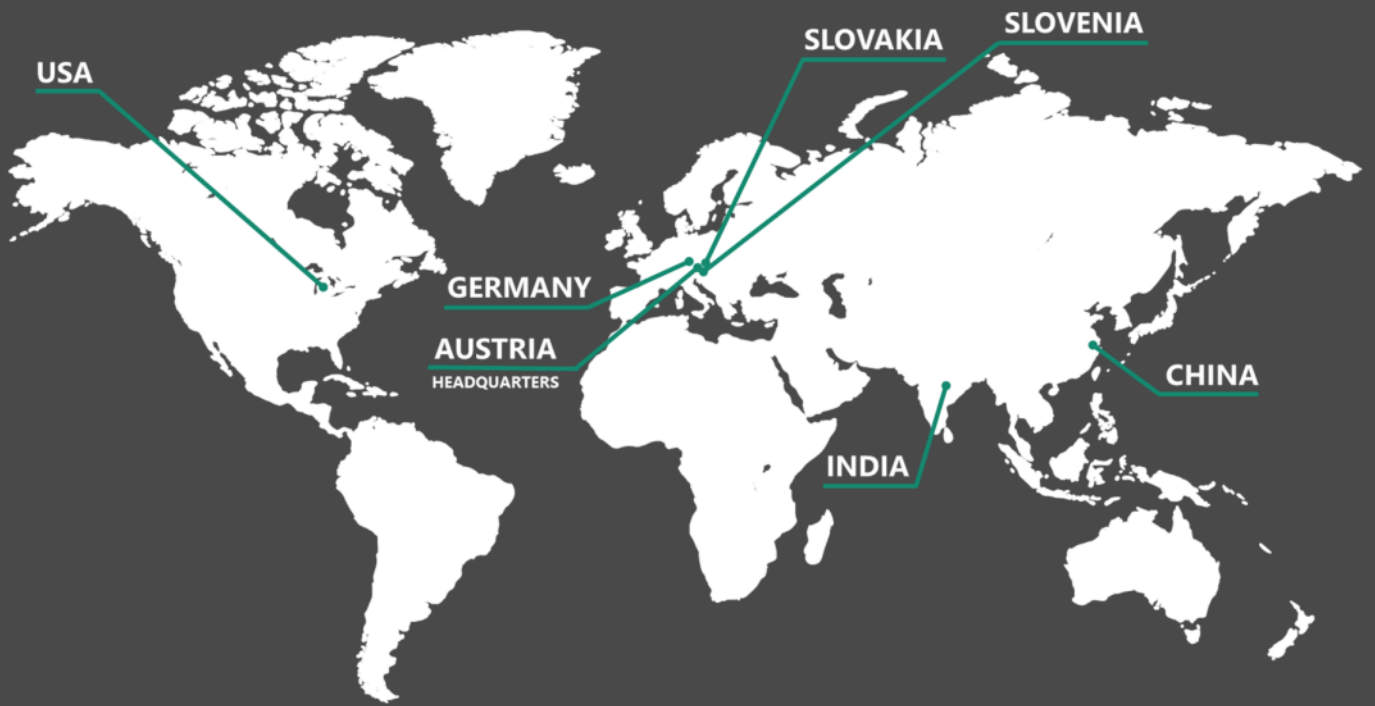 SLOVENIA
SLOVAKIA
USA
GERMANY
AUSTRIA
HEADQUARTERS
CHINA
INDIA